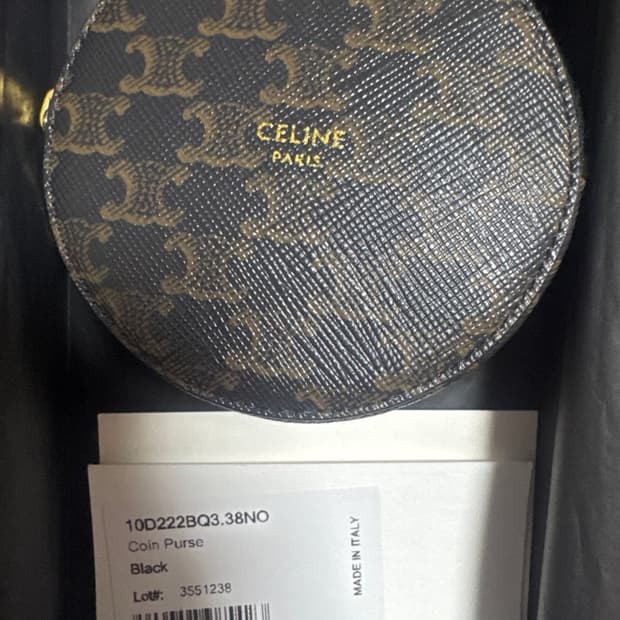 CELINE
PARIS
10D222BQ3.38NO
Coin Purse
Black
Lot#: 3551238
MADE IN ITALY